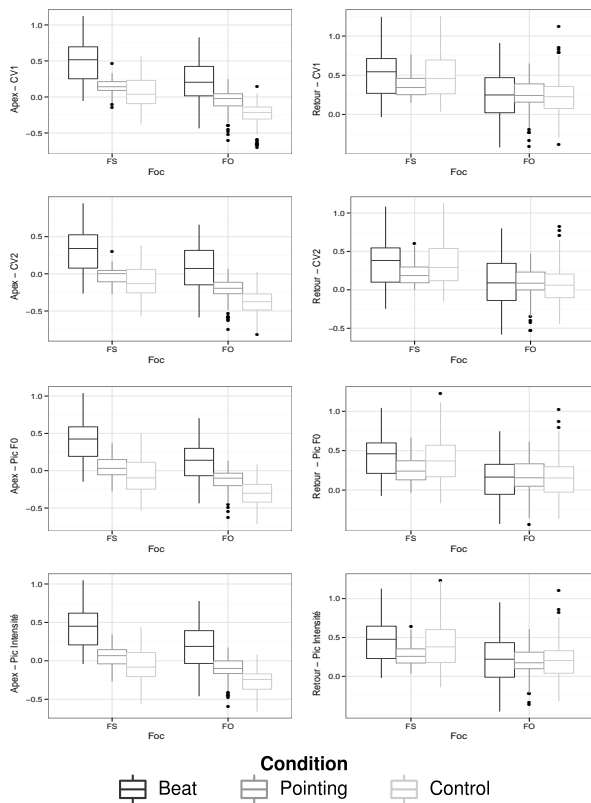 Apex − CV1
1.0
0.5
0.0
−0.5
FS FO
Foc
Retour − CV1
1.0
0.5
0.0
FS FO
Foc
Apex − CV2
0.5
0.0
−0.5
FS FO
Foc
Retour − CV2
1.0
0.5
0.0
−0.5
FS FO
Foc
Apex − Pic F0
1.0
0.5
0.0
−0.5
FS FO
Foc
Retour − Pic F0
1.0
0.5
0.0
FS FO
Foc
Apex − Pic Intensité
1.0
0.5
0.0
−0.5
FS FO
Foc
Retour − Pic Intensité
1.0
0.5
0.0
FS FO
Foc
Condition
Beat Pointing Control